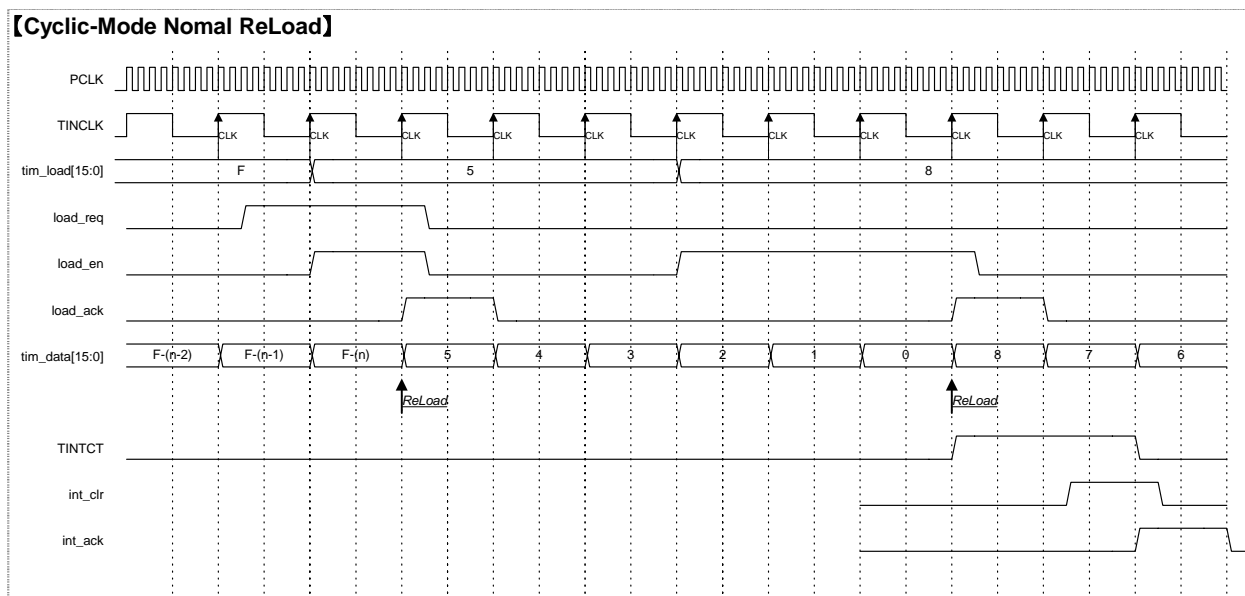 【Cyclic-Mode Nomal ReLoad】
PCLK
TINCLK
CLK CLK CLK CLK CLK CLK CLK CLK CLK CLK CLK
tim_load[15:0] F 5 8
load_req
load_en
load_ack
tim_data[15:0] F-(n-2) F-(n-1) F-(n) 5 4 3 2 1 0 8 7 6
ReLoad ReLoad
TINTCT
int_clr
int_ack